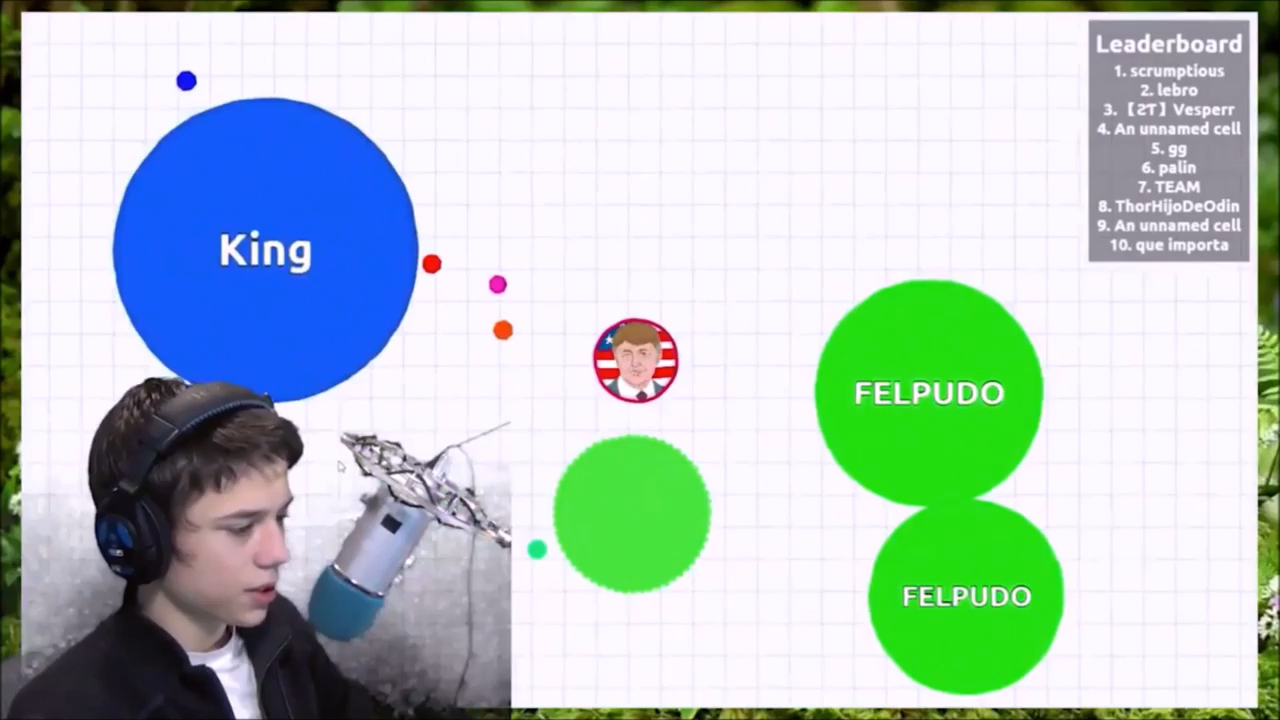 Leaderboard
1. scrumptious
2. lebro
3. 【ƧT】Vesperr
4. An unnamed cell
5. gg
6. palin
7. TEAM
8. ThorHijoDeOdin
9. An unnamed cell
10. que importa
King
FELPUDO
FELPUDO